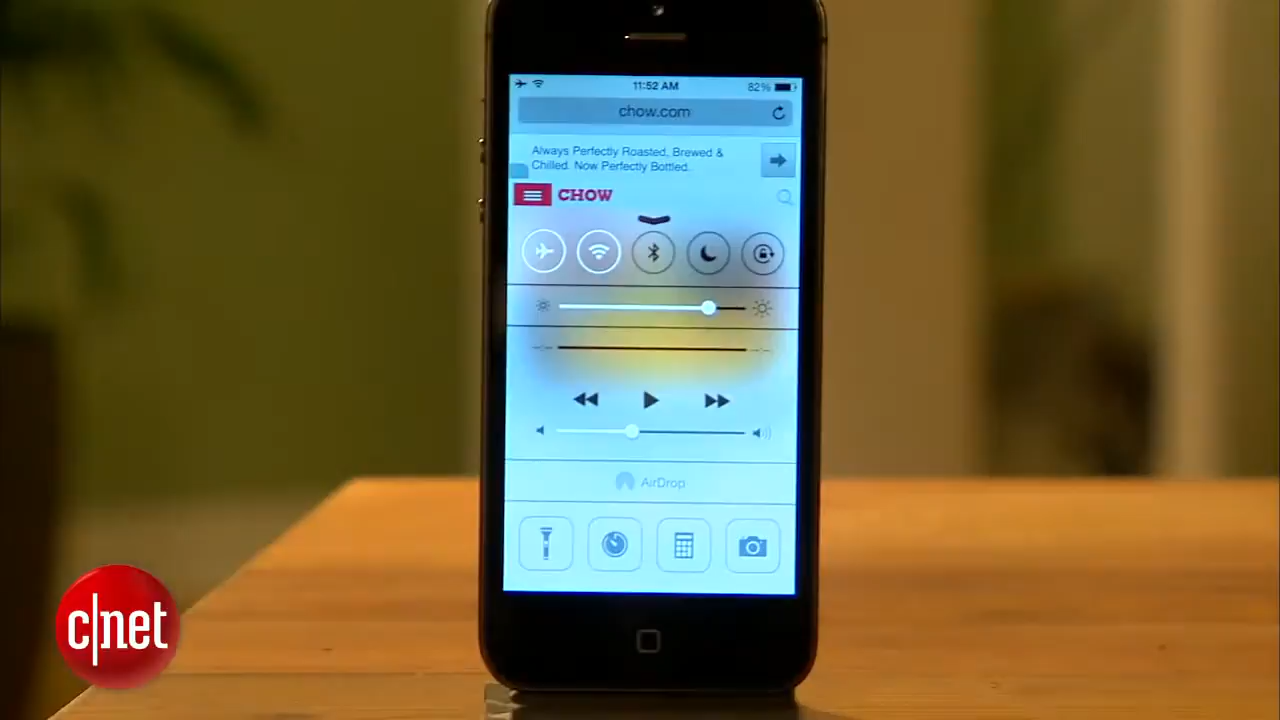 11:52 AM
82%
chow.com
Always Perfectly Roasted, Brewed &
Chilled. Now Perfectly Bottled.
CHOW
AirDrop
c|net